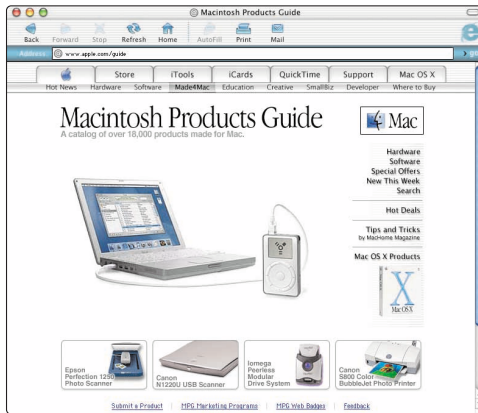 Macintosh Products Guide
Back Forward Stop Refresh Home AutoFill Print Mail
Address www.apple.com/guide go
Store iTools iCards QuickTime Support Mac OS X
Hot News Hardware Software Made4Mac Education Creative SmallBiz Developer Where to Buy
Macintosh Products Guide
A catalog of over 18,000 products made for Mac.
Mac
Hardware
Software
Special Offers
New This Week
Search
Hot Deals
Tips and Tricks
by MacHome Magazine
Mac OS X Products
X
Mac OS X
Epson
Perfection 1250
Photo Scanner
Canon
N1220U USB Scanner
Iomega
Peerless
Modular
Drive System
Canon
S800 Color
BubbleJet Photo Printer
Submit a Product MPG Marketing Programs MPG Web Badges Feedback